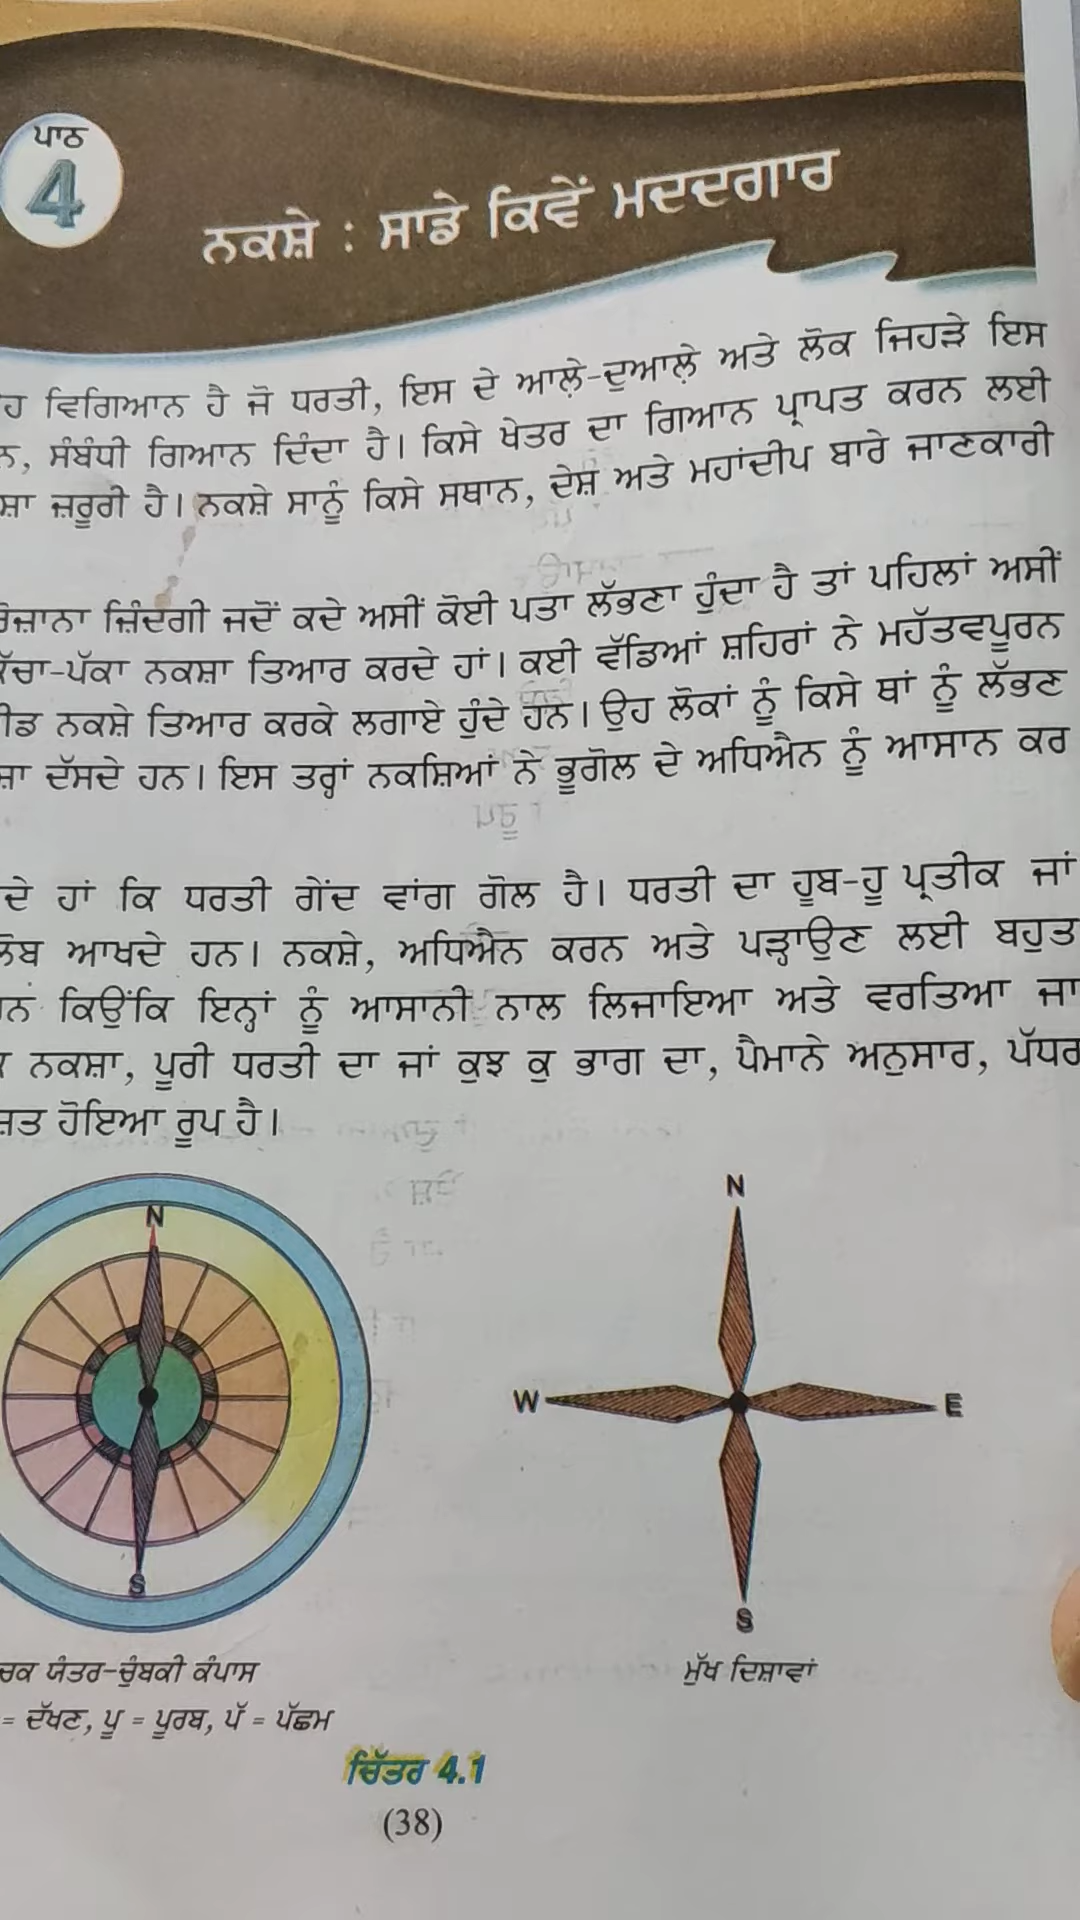 ਪਾਠ
4
ਨਕਸ਼ੇ : ਸਾਡੇ ਕਿਵੇਂ ਮਦਦਗਾਰ
ਵਿਗਿਆਨ ਹੈ ਜੋ ਧਰਤੀ, ਇਸ ਦੇ ਆਲ਼ੇ-ਦੁਆਲ਼ੇ ਅਤੇ ਲੋਕ ਜਿਹੜੇ ਇਸ
ਸੰਬੰਧੀ ਗਿਆਨ ਦਿੰਦਾ ਹੈ। ਕਿਸੇ ਖੇਤਰ ਦਾ ਗਿਆਨ ਪ੍ਰਾਪਤ ਕਰਨ ਲਈ
ਜ਼ਰੂਰੀ ਹੈ। ਨਕਸ਼ੇ ਸਾਨੂੰ ਕਿਸੇ ਸਥਾਨ, ਦੇਸ਼ ਅਤੇ ਮਹਾਂਦੀਪ ਬਾਰੇ ਜਾਣਕਾਰੀ
ਜ਼ਿੰਦਗੀ ਜਦੋਂ ਕਦੇ ਅਸੀਂ ਕੋਈ ਪਤਾ ਲੱਭਣਾ ਹੁੰਦਾ ਹੈ ਤਾਂ ਪਹਿਲਾਂ ਅਸੀਂ
ਨਕਸ਼ਾ ਤਿਆਰ ਕਰਦੇ ਹਾਂ। ਕਈ ਵੱਡਿਆਂ ਸ਼ਹਿਰਾਂ ਨੇ ਮਹੱਤਵਪੂਰਨ
ਨਕਸ਼ੇ ਤਿਆਰ ਕਰਕੇ ਲਗਾਏ ਹੁੰਦੇ ਹਨ। ਉਹ ਲੋਕਾਂ ਨੂੰ ਕਿਸੇ ਥਾਂ ਨੂੰ ਲੱਭਣ
ਦੱਸਦੇ ਹਨ। ਇਸ ਤਰ੍ਹਾਂ ਨਕਸ਼ਿਆਂ ਨੇ ਭੂਗੋਲ ਦੇ ਅਧਿਐਨ ਨੂੰ ਆਸਾਨ ਕਰ
ਦੇ ਹਾਂ ਕਿ ਧਰਤੀ ਗੇਂਦ ਵਾਂਗ ਗੋਲ ਹੈ। ਧਰਤੀ ਦਾ ਹੂਬ-ਹੂ ਪ੍ਰਤੀਕ ਜਾਂ
ਆਖਦੇ ਹਨ। ਨਕਸ਼ੇ, ਅਧਿਐਨ ਕਰਨ ਅਤੇ ਪੜ੍ਹਾਉਣ ਲਈ ਬਹੁਤ
ਕਿਉਂਕਿ ਇਨ੍ਹਾਂ ਨੂੰ ਆਸਾਨੀ ਨਾਲ ਲਿਜਾਇਆ ਅਤੇ ਵਰਤਿਆ ਜਾ
ਨਕਸ਼ਾ, ਪੂਰੀ ਧਰਤੀ ਦਾ ਜਾਂ ਕੁਝ ਕੁ ਭਾਗ ਦਾ, ਪੈਮਾਨੇ ਅਨੁਸਾਰ, ਪੱਧਰ
ਹੋਇਆ ਰੂਪ ਹੈ।
N
S
N
W
E
S
ਯੰਤਰ-ਚੁੰਬਕੀ ਕੰਪਾਸ
= ਦੱਖਣ, ਪੂ = ਪੂਰਬ, ਪੱ = ਪੱਛਮ
ਮੁੱਖ ਦਿਸ਼ਾਵਾਂ
ਚਿੱਤਰ 4.1
(38)